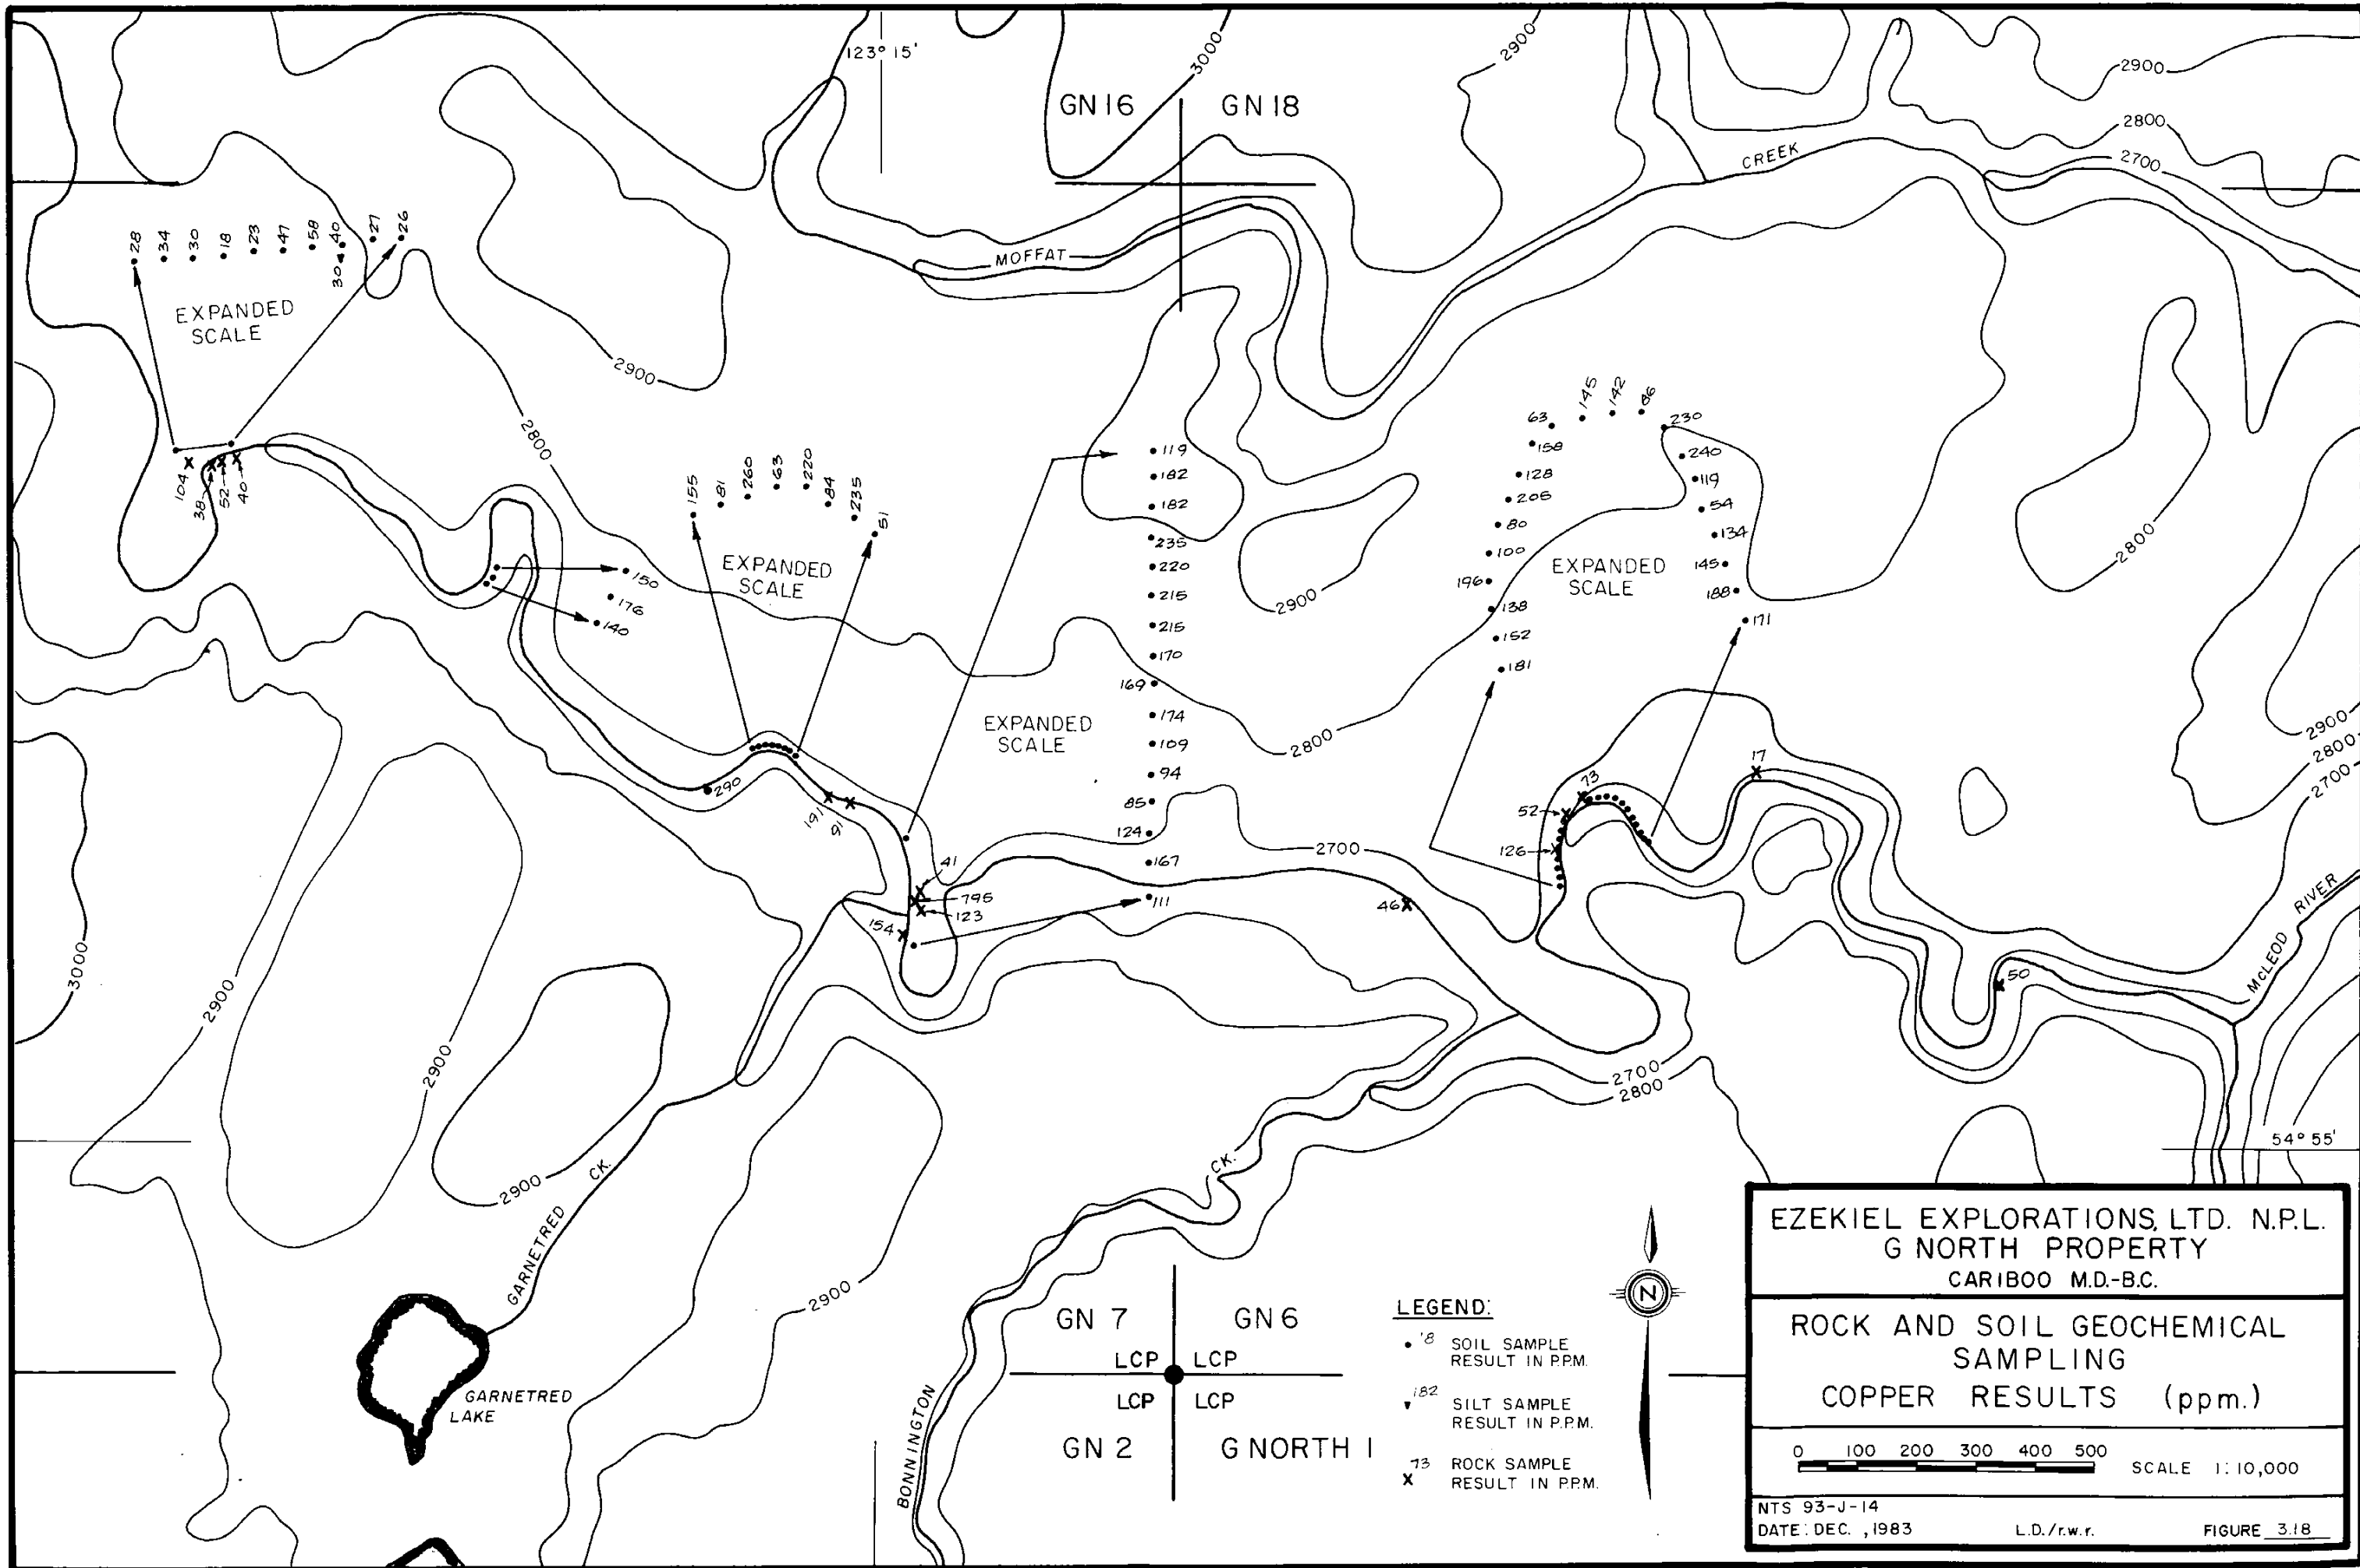 123° 15'
3000
2900
2900
2800
2700
GN 16
GN 18
CREEK
MOFFAT
28
34
30
18
23
47
58
40
30
27
26
EXPANDED
SCALE
2900
2800
104
38
52
40
150
176
140
155
81
260
63
220
84
235
51
EXPANDED
SCALE
119
182
182
235
220
215
215
170
169
174
109
94
85
124
167
111
EXPANDED
SCALE
2900
2800
2700
63
145
142
86
230
158
128
205
80
100
196
138
152
181
240
119
54
134
145
188
171
EXPANDED
SCALE
2800
2900
2800
2700
290
191
91
41
795
123
154
46
52
73
126
17
50
McLEOD RIVER
3000
2900
2900
2900
2900
2700
2800
54° 55'
GARNETRED CK.
GARNETRED
LAKE
BONNINGTON
CK.
GN 7
GN 6
LCP
LCP
LCP
LCP
GN 2
G NORTH 1
LEGEND:
18 SOIL SAMPLE
RESULT IN P.P.M.
182 SILT SAMPLE
RESULT IN P.P.M.
73 ROCK SAMPLE
X RESULT IN P.P.M.
N
EZEKIEL EXPLORATIONS, LTD. N.P.L.
G NORTH PROPERTY
CARIBOO M.D.-B.C.
ROCK AND SOIL GEOCHEMICAL
SAMPLING
COPPER RESULTS (ppm.)
0 100 200 300 400 500
SCALE 1:10,000
NTS 93-J-14
DATE: DEC. ,1983
L.D./r.w.r.
FIGURE 3.18